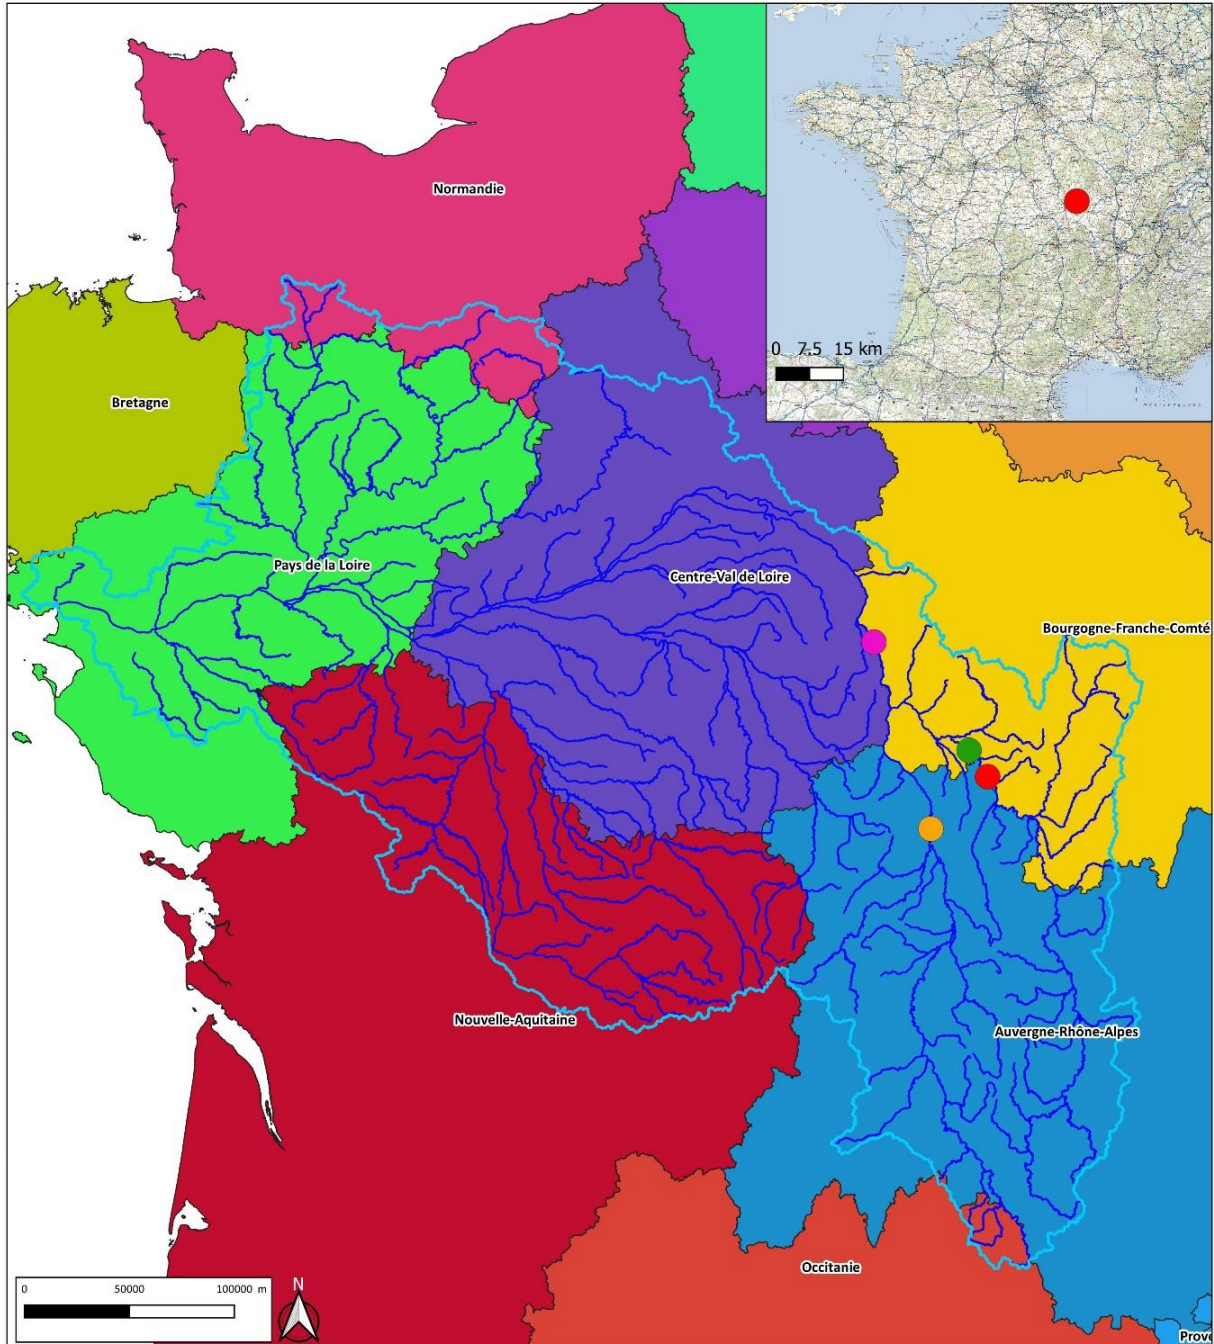 Normandie
0 7.5 15 km
Bretagne
Pays de la Loire
Centre-Val de Loire
Bourgogne-Franche-Comté
Nouvelle-Aquitaine
Auvergne-Rhône-Alpes
Occitanie
0 50000 100000 m
N
Prove